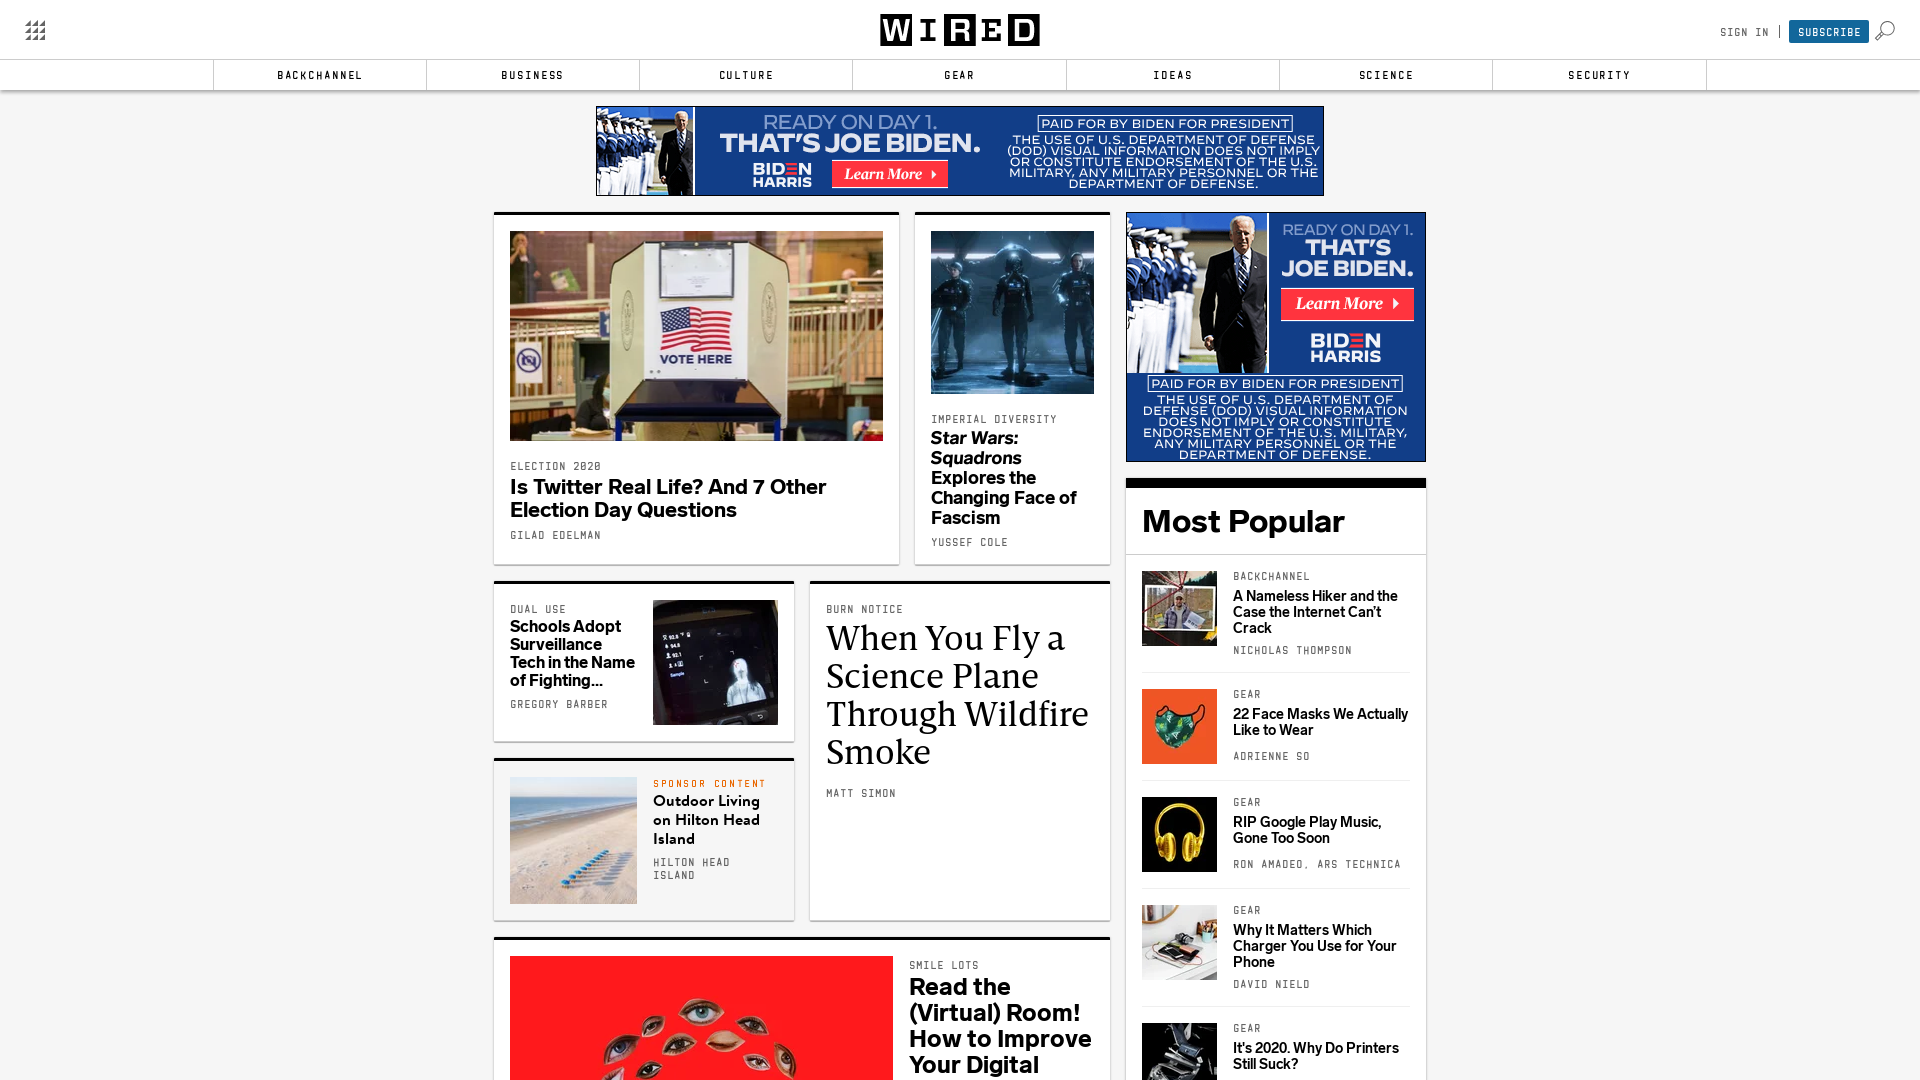 WIRED
SIGN IN
SUBSCRIBE
BACKCHANNEL
BUSINESS
CULTURE
GEAR
IDEAS
SCIENCE
SECURITY
READY ON DAY 1.
THAT'S JOE BIDEN.
BIDEN
HARRIS
Learn More
PAID FOR BY BIDEN FOR PRESIDENT
THE USE OF U.S. DEPARTMENT OF DEFENSE
(DOD) VISUAL INFORMATION DOES NOT IMPLY
OR CONSTITUTE ENDORSEMENT OF THE U.S.
MILITARY, ANY MILITARY PERSONNEL OR THE
DEPARTMENT OF DEFENSE.
VOTE HERE
ELECTION 2020
Is Twitter Real Life? And 7 Other
Election Day Questions
GILAD EDELMAN
IMPERIAL DIVERSITY
Star Wars:
Squadrons
Explores the
Changing Face of
Fascism
YUSSEF COLE
READY ON DAY 1.
THAT'S
JOE BIDEN.
Learn More
BIDEN
HARRIS
PAID FOR BY BIDEN FOR PRESIDENT
THE USE OF U.S. DEPARTMENT OF
DEFENSE (DOD) VISUAL INFORMATION
DOES NOT IMPLY OR CONSTITUTE
ENDORSEMENT OF THE U.S. MILITARY,
ANY MILITARY PERSONNEL OR THE
DEPARTMENT OF DEFENSE.
DUAL USE
Schools Adopt
Surveillance
Tech in the Name
of Fighting...
GREGORY BARBER
SPONSOR CONTENT
Outdoor Living
on Hilton Head
Island
HILTON HEAD
ISLAND
BURN NOTICE
When You Fly a
Science Plane
Through Wildfire
Smoke
MATT SIMON
SMILE LOTS
Read the
(Virtual) Room!
How to Improve
Your Digital
Most Popular
BACKCHANNEL
A Nameless Hiker and the
Case the Internet Can’t
Crack
NICHOLAS THOMPSON
GEAR
22 Face Masks We Actually
Like to Wear
ADRIENNE SO
GEAR
RIP Google Play Music,
Gone Too Soon
RON AMADEO, ARS TECHNICA
GEAR
Why It Matters Which
Charger You Use for Your
Phone
DAVID NIELD
GEAR
It's 2020. Why Do Printers
Still Suck?